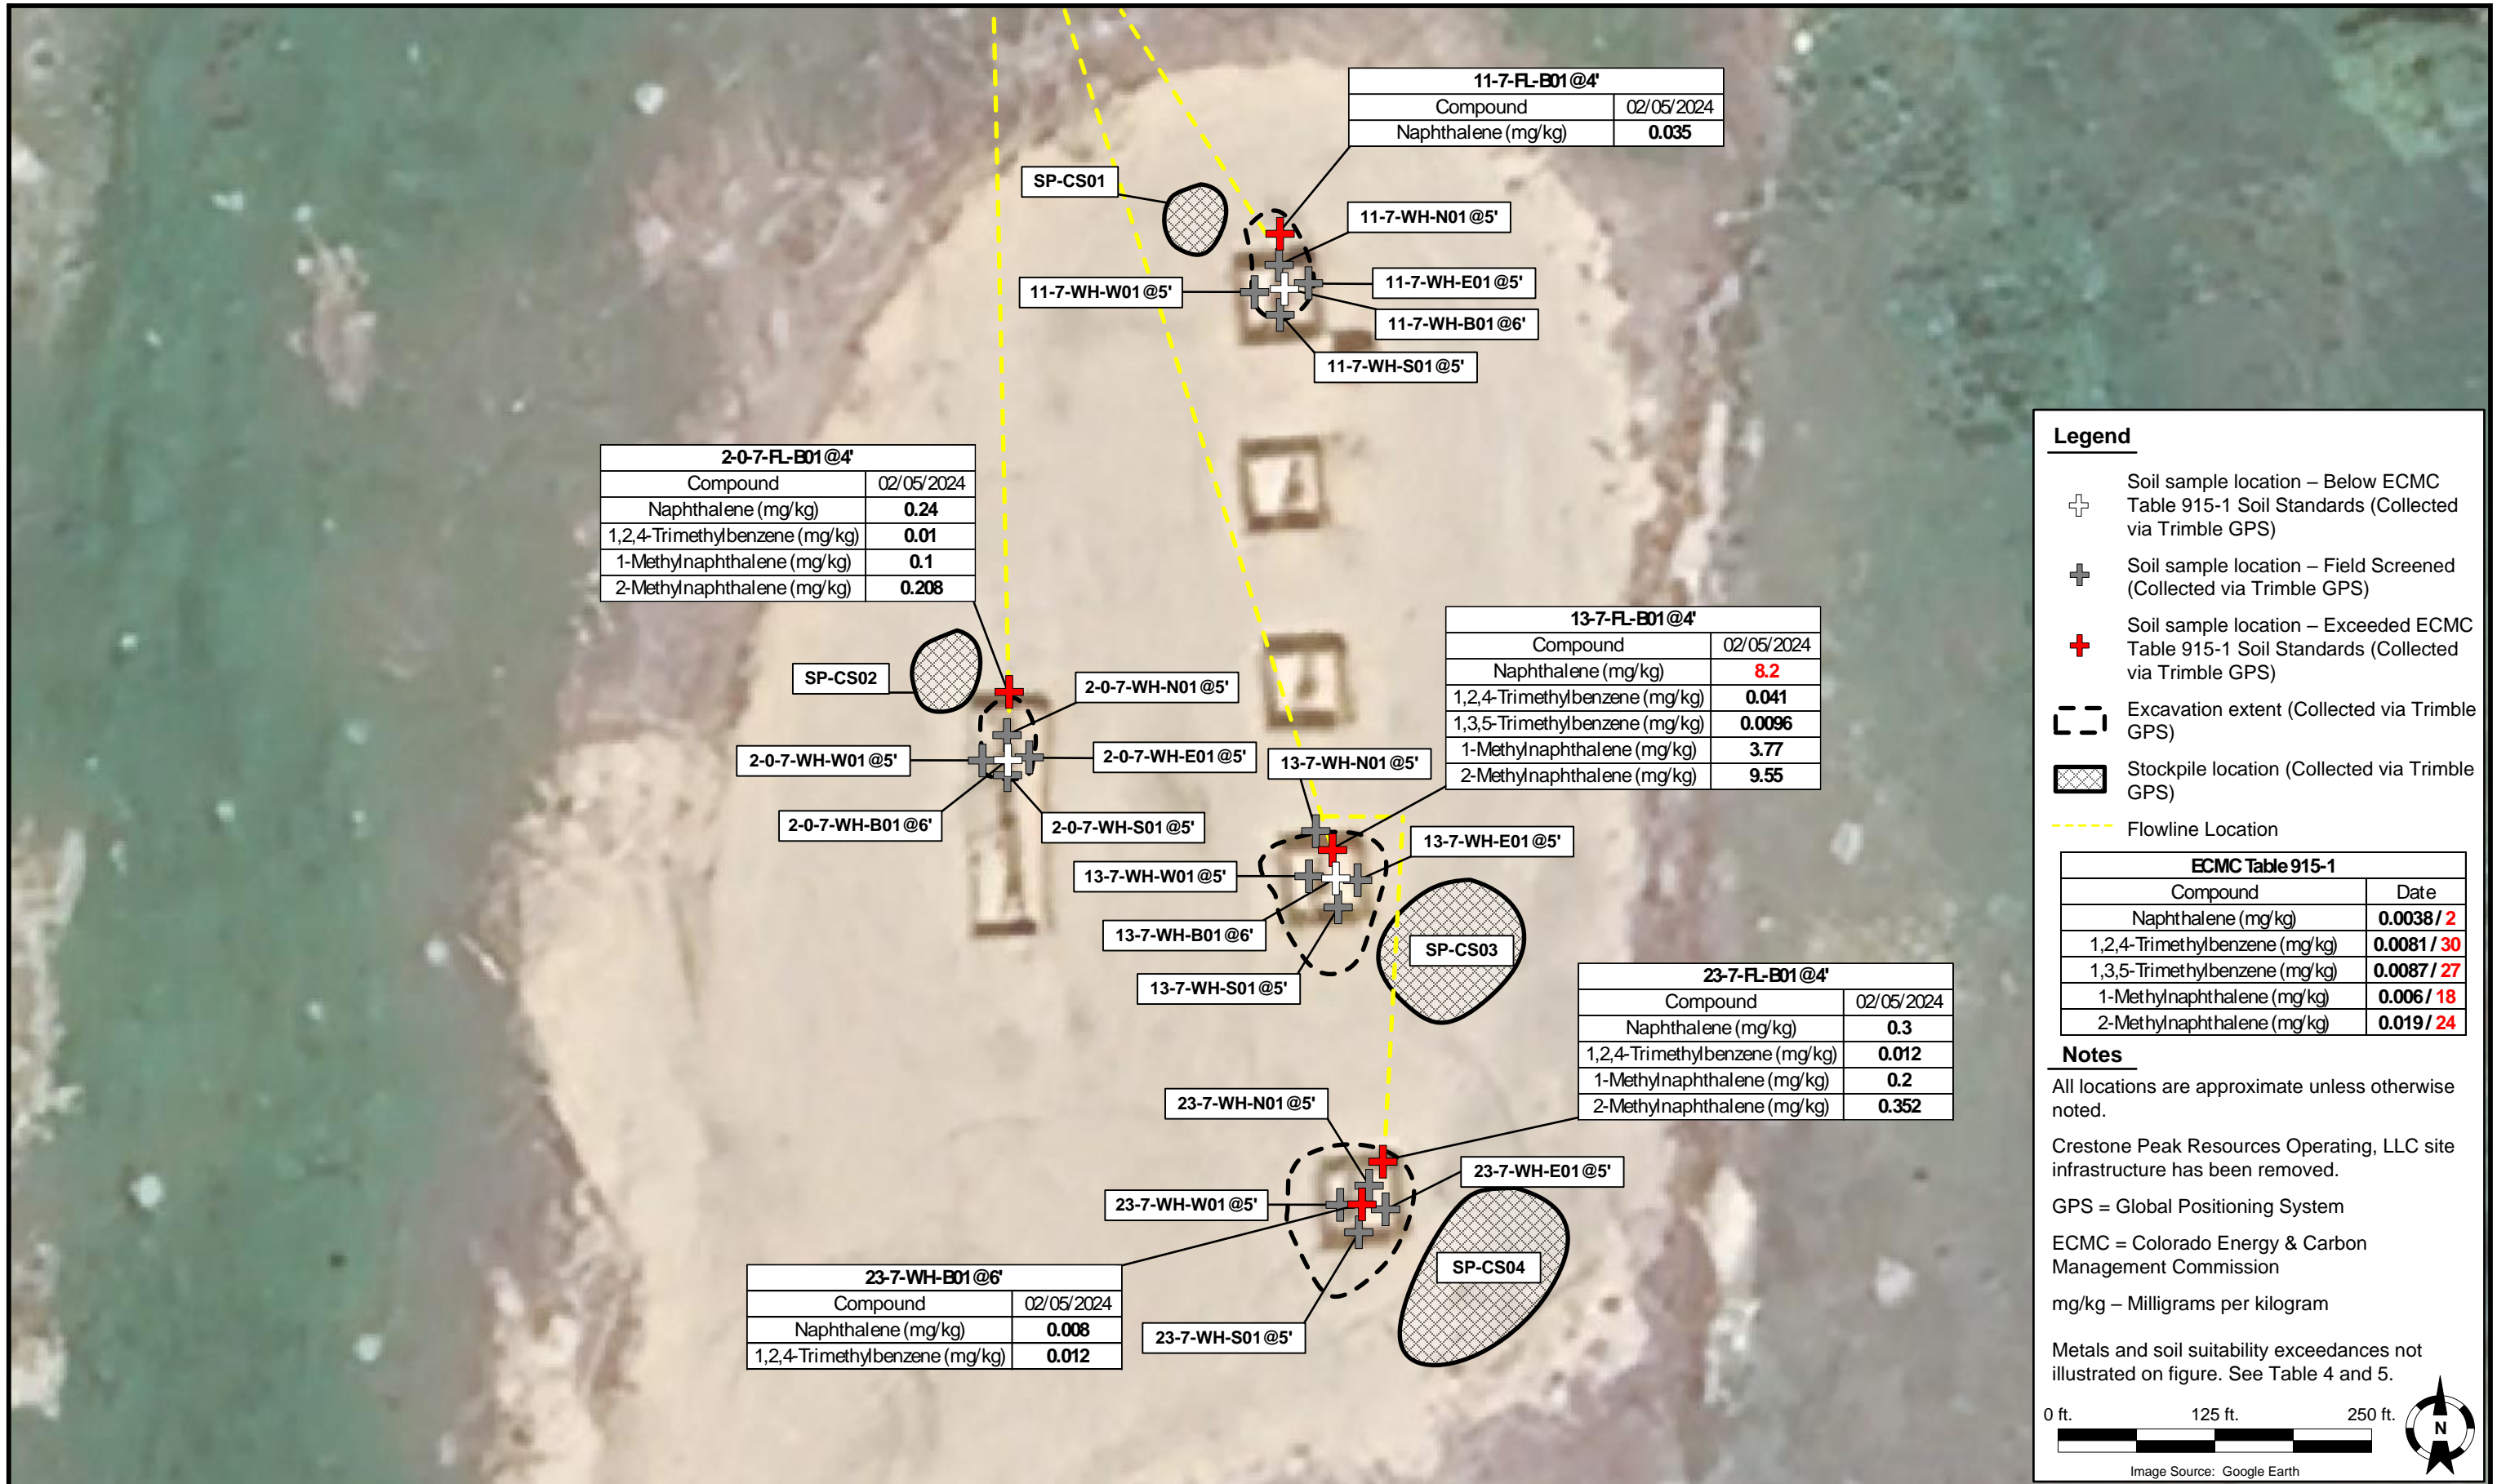 11-7-FL-B01@4'
Compound 02/05/2024
Naphthalene (mg/kg) 0.035
SP-CS01
11-7-WH-N01@5'
11-7-WH-W01@5'
11-7-WH-E01@5'
11-7-WH-B01@6'
11-7-WH-S01@5'
2-0-7-FL-B01@4'
Compound 02/05/2024
Naphthalene (mg/kg) 0.24
1,2,4-Trimethylbenzene (mg/kg) 0.01
1-Methylnaphthalene (mg/kg) 0.1
2-Methylnaphthalene (mg/kg) 0.208
SP-CS02
2-0-7-WH-N01@5'
2-0-7-WH-W01@5'
2-0-7-WH-E01@5'
2-0-7-WH-B01@6'
2-0-7-WH-S01@5'
13-7-FL-B01@4'
Compound 02/05/2024
Naphthalene (mg/kg) 8.2
1,2,4-Trimethylbenzene (mg/kg) 0.041
1,3,5-Trimethylbenzene (mg/kg) 0.0096
1-Methylnaphthalene (mg/kg) 3.77
2-Methylnaphthalene (mg/kg) 9.55
13-7-WH-N01@5'
13-7-WH-E01@5'
13-7-WH-W01@5'
13-7-WH-B01@6'
13-7-WH-S01@5'
SP-CS03
23-7-FL-B01@4'
Compound 02/05/2024
Naphthalene (mg/kg) 0.3
1,2,4-Trimethylbenzene (mg/kg) 0.012
1-Methylnaphthalene (mg/kg) 0.2
2-Methylnaphthalene (mg/kg) 0.352
23-7-WH-N01@5'
23-7-WH-E01@5'
23-7-WH-W01@5'
SP-CS04
23-7-WH-B01@6'
Compound 02/05/2024
Naphthalene (mg/kg) 0.008
1,2,4-Trimethylbenzene (mg/kg) 0.012
23-7-WH-S01@5'
Legend
Soil sample location – Below ECMC
Table 915-1 Soil Standards (Collected
via Trimble GPS)
Soil sample location – Field Screened
(Collected via Trimble GPS)
Soil sample location – Exceeded ECMC
Table 915-1 Soil Standards (Collected
via Trimble GPS)
Excavation extent (Collected via Trimble
GPS)
Stockpile location (Collected via Trimble
GPS)
Flowline Location
ECMC Table 915-1
Compound Date
Naphthalene (mg/kg) 0.0038 / 2
1,2,4-Trimethylbenzene (mg/kg) 0.0081 / 30
1,3,5-Trimethylbenzene (mg/kg) 0.0087 / 27
1-Methylnaphthalene (mg/kg) 0.006 / 18
2-Methylnaphthalene (mg/kg) 0.019 / 24
Notes
All locations are approximate unless otherwise
noted.
Crestone Peak Resources Operating, LLC site
infrastructure has been removed.
GPS = Global Positioning System
ECMC = Colorado Energy & Carbon
Management Commission
mg/kg – Milligrams per kilogram
Metals and soil suitability exceedances not
illustrated on figure. See Table 4 and 5.
0 ft. 125 ft. 250 ft.
N
Image Source: Google Earth